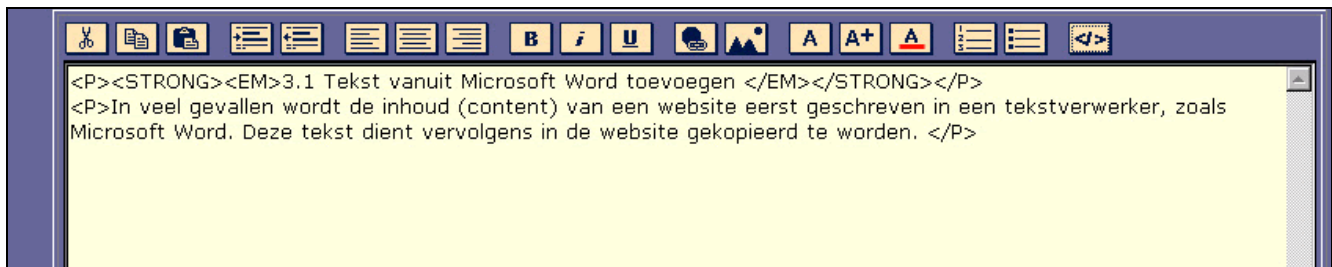 B i U A A+ A </>
<P><STRONG><EM>3.1 Tekst vanuit Microsoft Word toevoegen </EM></STRONG></P>
<P>In veel gevallen wordt de inhoud (content) van een website eerst geschreven in een tekstverwerker, zoals
Microsoft Word. Deze tekst dient vervolgens in de website gekopieerd te worden. </P>